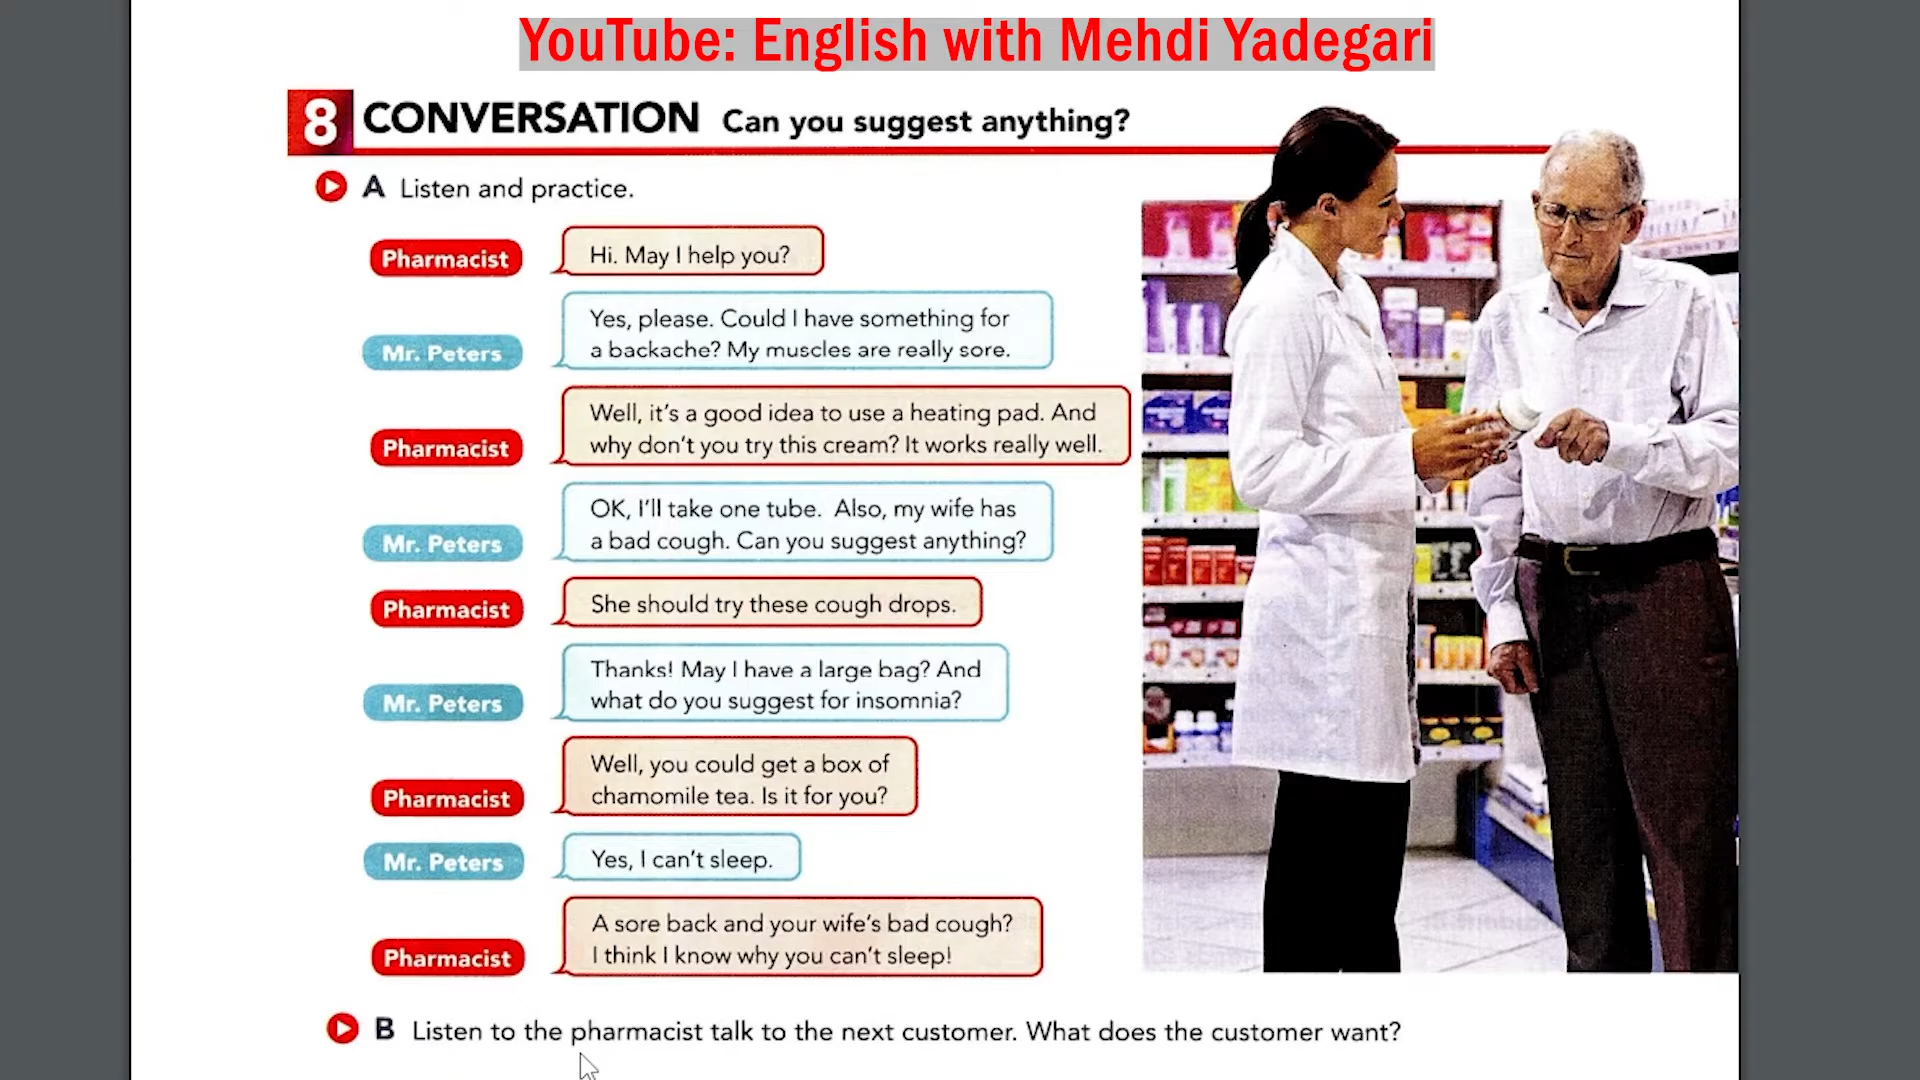 YouTube: English with Mehdi Yadegari
8 CONVERSATION Can you suggest anything?
A Listen and practice.
Pharmacist Hi. May I help you?
Mr. Peters Yes, please. Could I have something for
a backache? My muscles are really sore.
Pharmacist Well, it's a good idea to use a heating pad. And
why don't you try this cream? It works really well.
Mr. Peters OK, I'll take one tube. Also, my wife has
a bad cough. Can you suggest anything?
Pharmacist She should try these cough drops.
Mr. Peters Thanks! May I have a large bag? And
what do you suggest for insomnia?
Pharmacist Well, you could get a box of
chamomile tea. Is it for you?
Mr. Peters Yes, I can't sleep.
Pharmacist A sore back and your wife's bad cough?
I think I know why you can't sleep!
B Listen to the pharmacist talk to the next customer. What does the customer want?